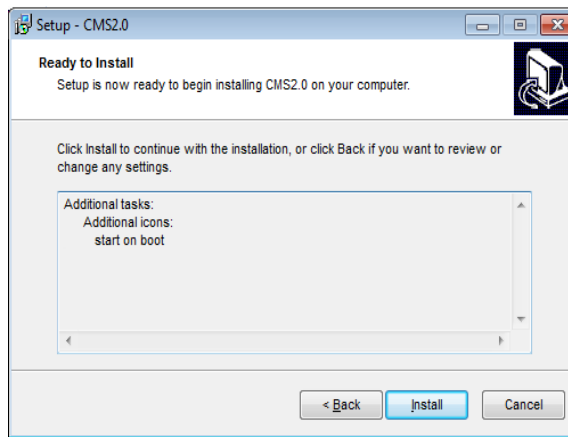 Setup - CMS2.0
Ready to Install
Setup is now ready to begin installing CMS2.0 on your computer.
Click Install to continue with the installation, or click Back if you want to review or
change any settings.
Additional tasks:
Additional icons:
start on boot
< Back
Install
Cancel